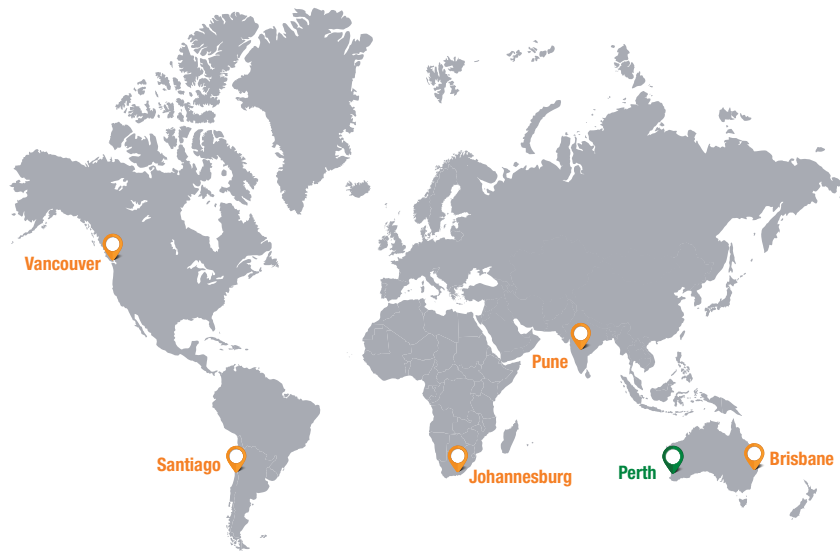 Vancouver
Pune
Santiago
Johannesburg
Perth
Brisbane